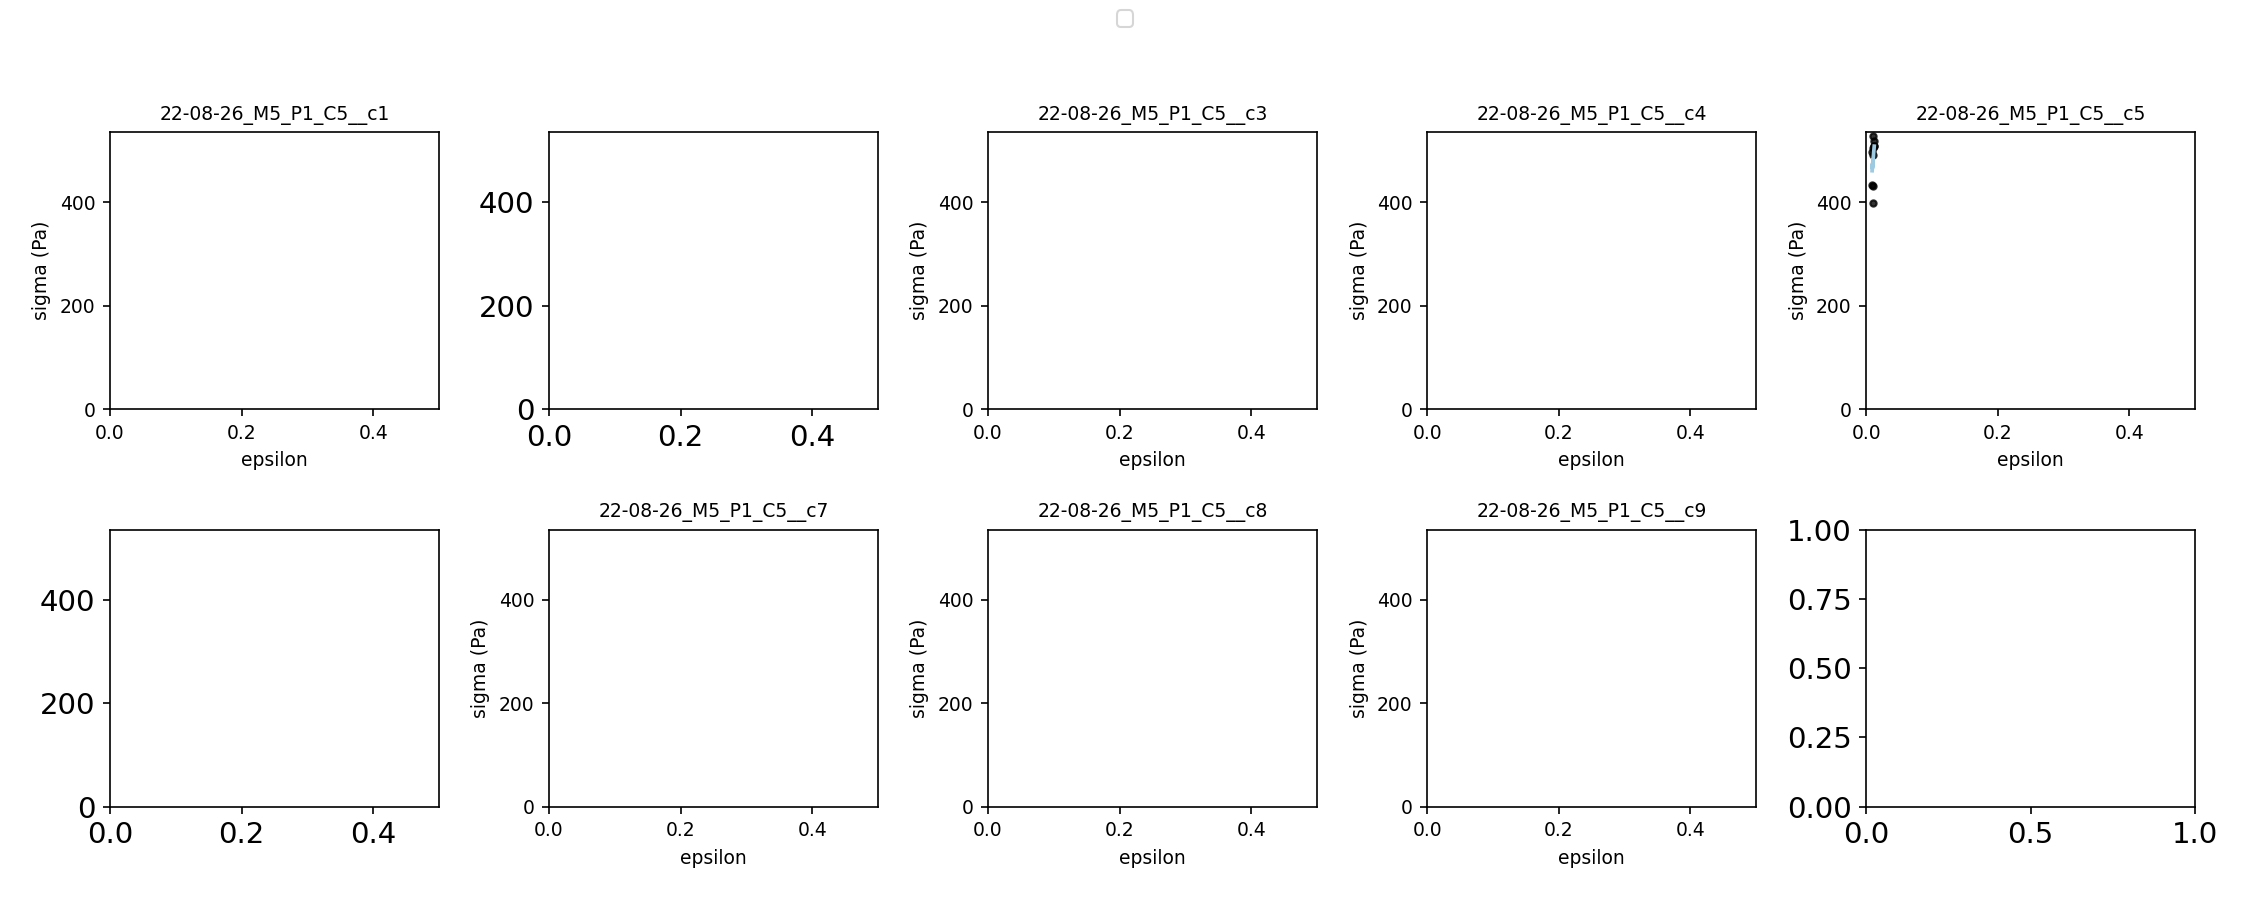 22-08-26_M5_P1_C5__c1
22-08-26_M5_P1_C5__c3
22-08-26_M5_P1_C5__c4
22-08-26_M5_P1_C5__c5
sigma (Pa)
400
200
0
0.0 0.2 0.4
epsilon
400
200
0
0.0 0.2 0.4
sigma (Pa)
400
200
0
0.0 0.2 0.4
epsilon
sigma (Pa)
400
200
0
0.0 0.2 0.4
epsilon
sigma (Pa)
400
200
0
0.0 0.2 0.4
epsilon
22-08-26_M5_P1_C5__c7
22-08-26_M5_P1_C5__c8
22-08-26_M5_P1_C5__c9
400
200
0
0.0 0.2 0.4
sigma (Pa)
400
200
0
0.0 0.2 0.4
epsilon
sigma (Pa)
400
200
0
0.0 0.2 0.4
epsilon
sigma (Pa)
400
200
0
0.0 0.2 0.4
epsilon
1.00
0.75
0.50
0.25
0.00
0.0 0.5 1.0